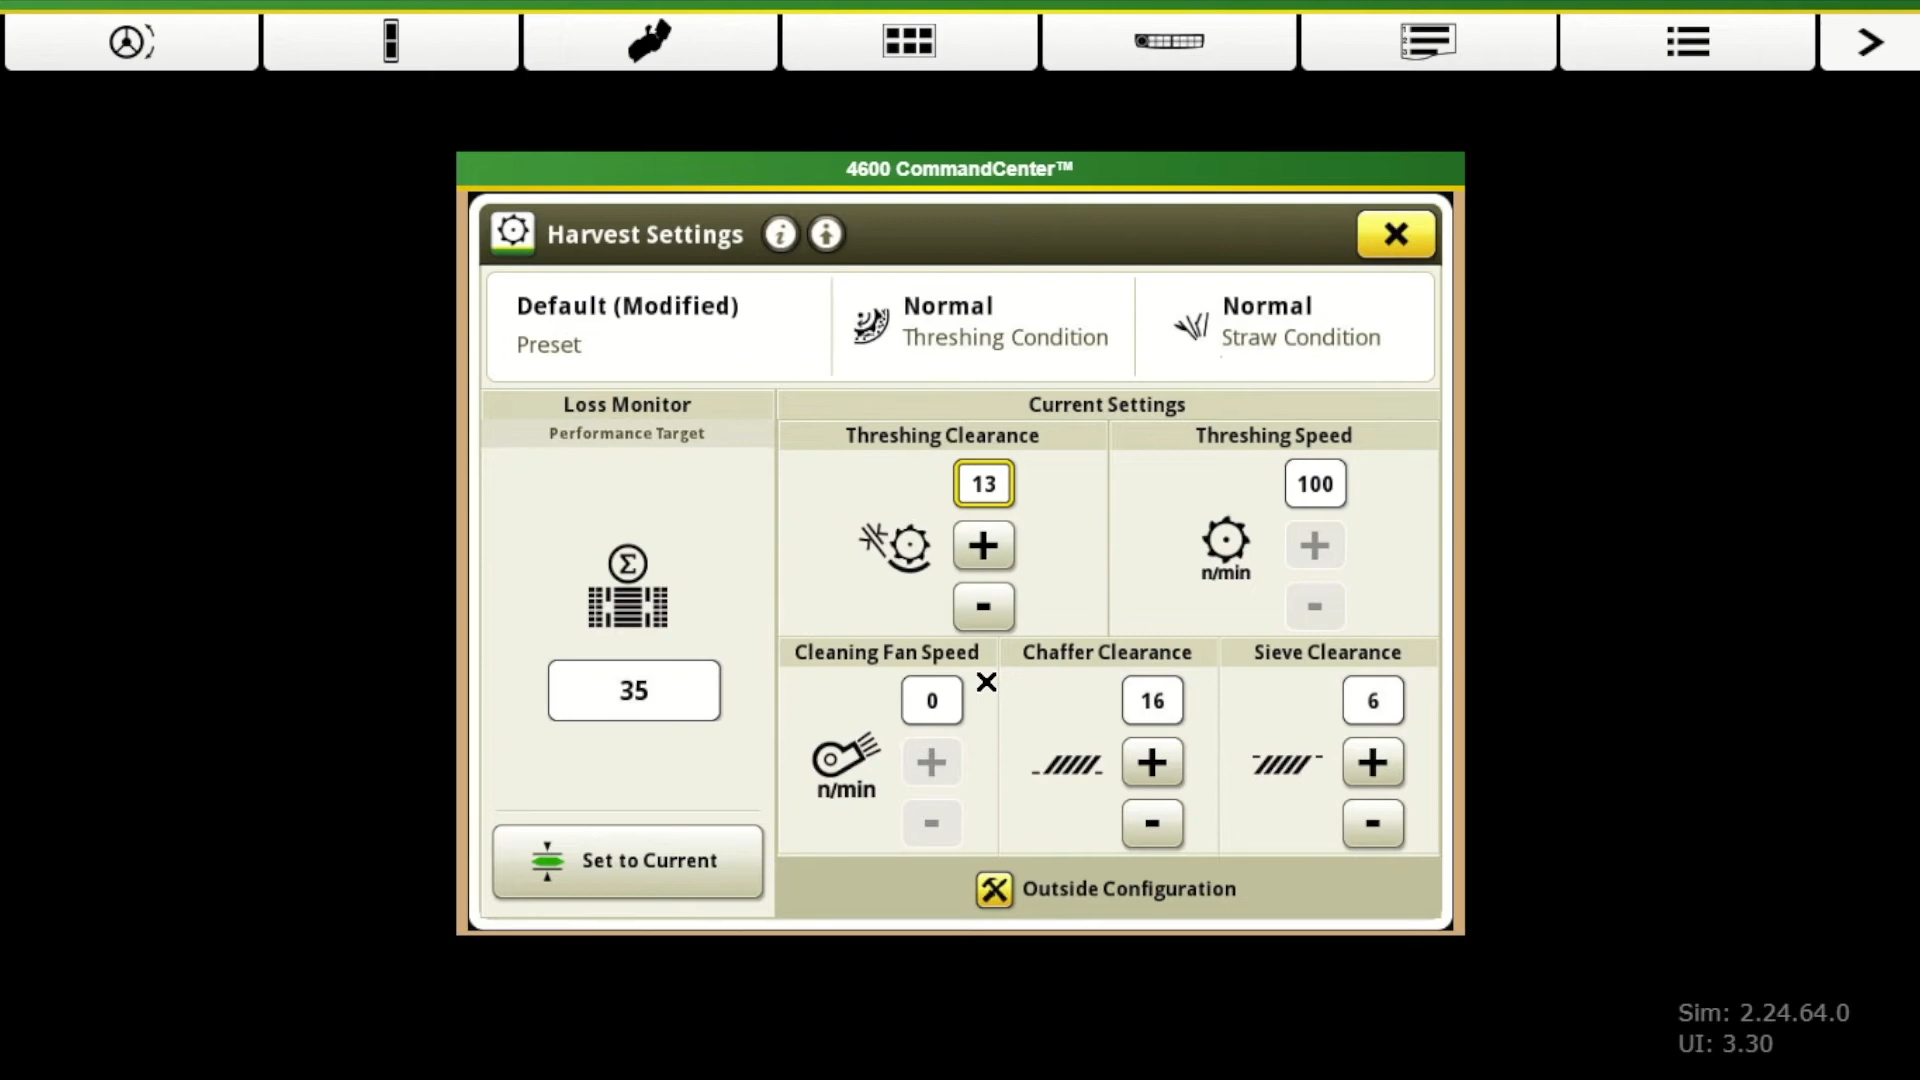 4600 CommandCenter™
Harvest Settings
Default (Modified)
Preset
Normal
Threshing Condition
Normal
Straw Condition
Loss Monitor
Performance Target
35
Set to Current
Current Settings
Threshing Clearance
13
+
-
Threshing Speed
100
n/min
+
-
Cleaning Fan Speed
0
n/min
+
-
Chaffer Clearance
16
+
-
Sieve Clearance
6
+
-
Outside Configuration
Sim: 2.24.64.0
UI: 3.30